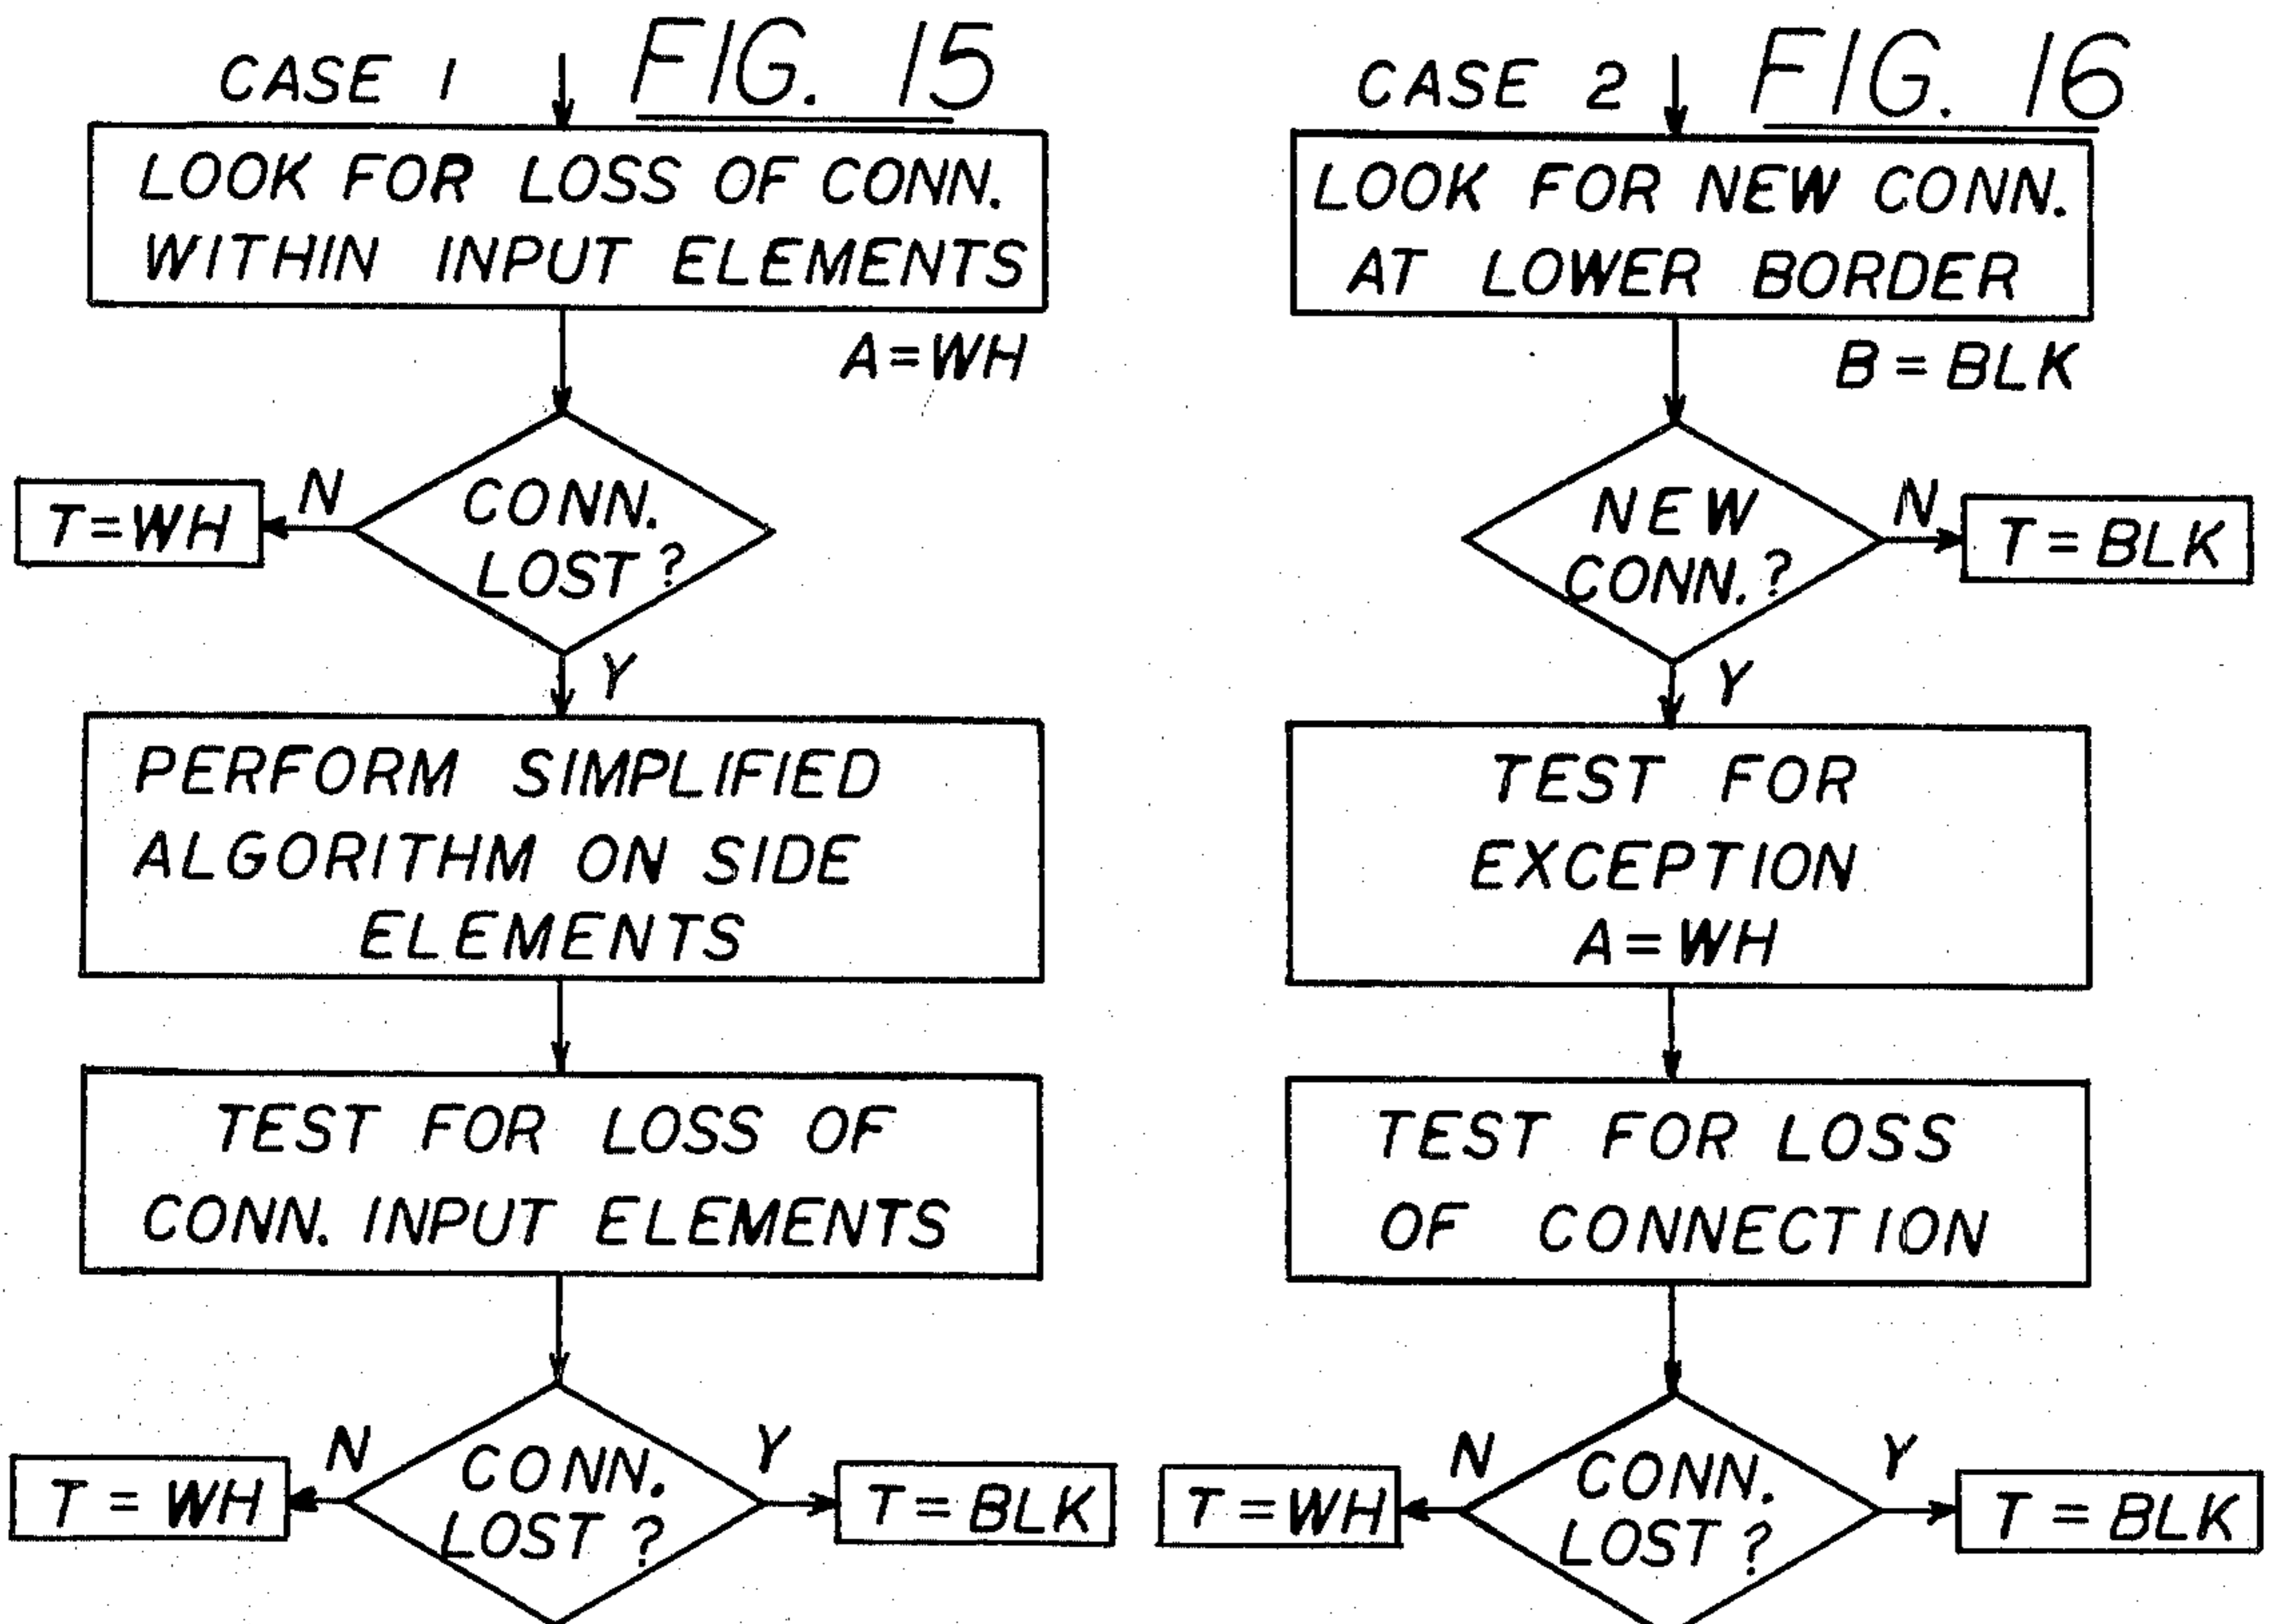 CASE 1
FIG. 15
LOOK FOR LOSS OF CONN.
WITHIN INPUT ELEMENTS
A=WH
CONN.
LOST?
N
T=WH
Y
PERFORM SIMPLIFIED
ALGORITHM ON SIDE
ELEMENTS
TEST FOR LOSS OF
CONN. INPUT ELEMENTS
CONN.
LOST?
N
T=WH
Y
T=BLK
CASE 2
FIG. 16
LOOK FOR NEW CONN.
AT LOWER BORDER
B=BLK
NEW
CONN.?
N
T=BLK
Y
TEST FOR
EXCEPTION
A=WH
TEST FOR LOSS
OF CONNECTION
CONN.
LOST?
N
T=WH
Y
T=BLK